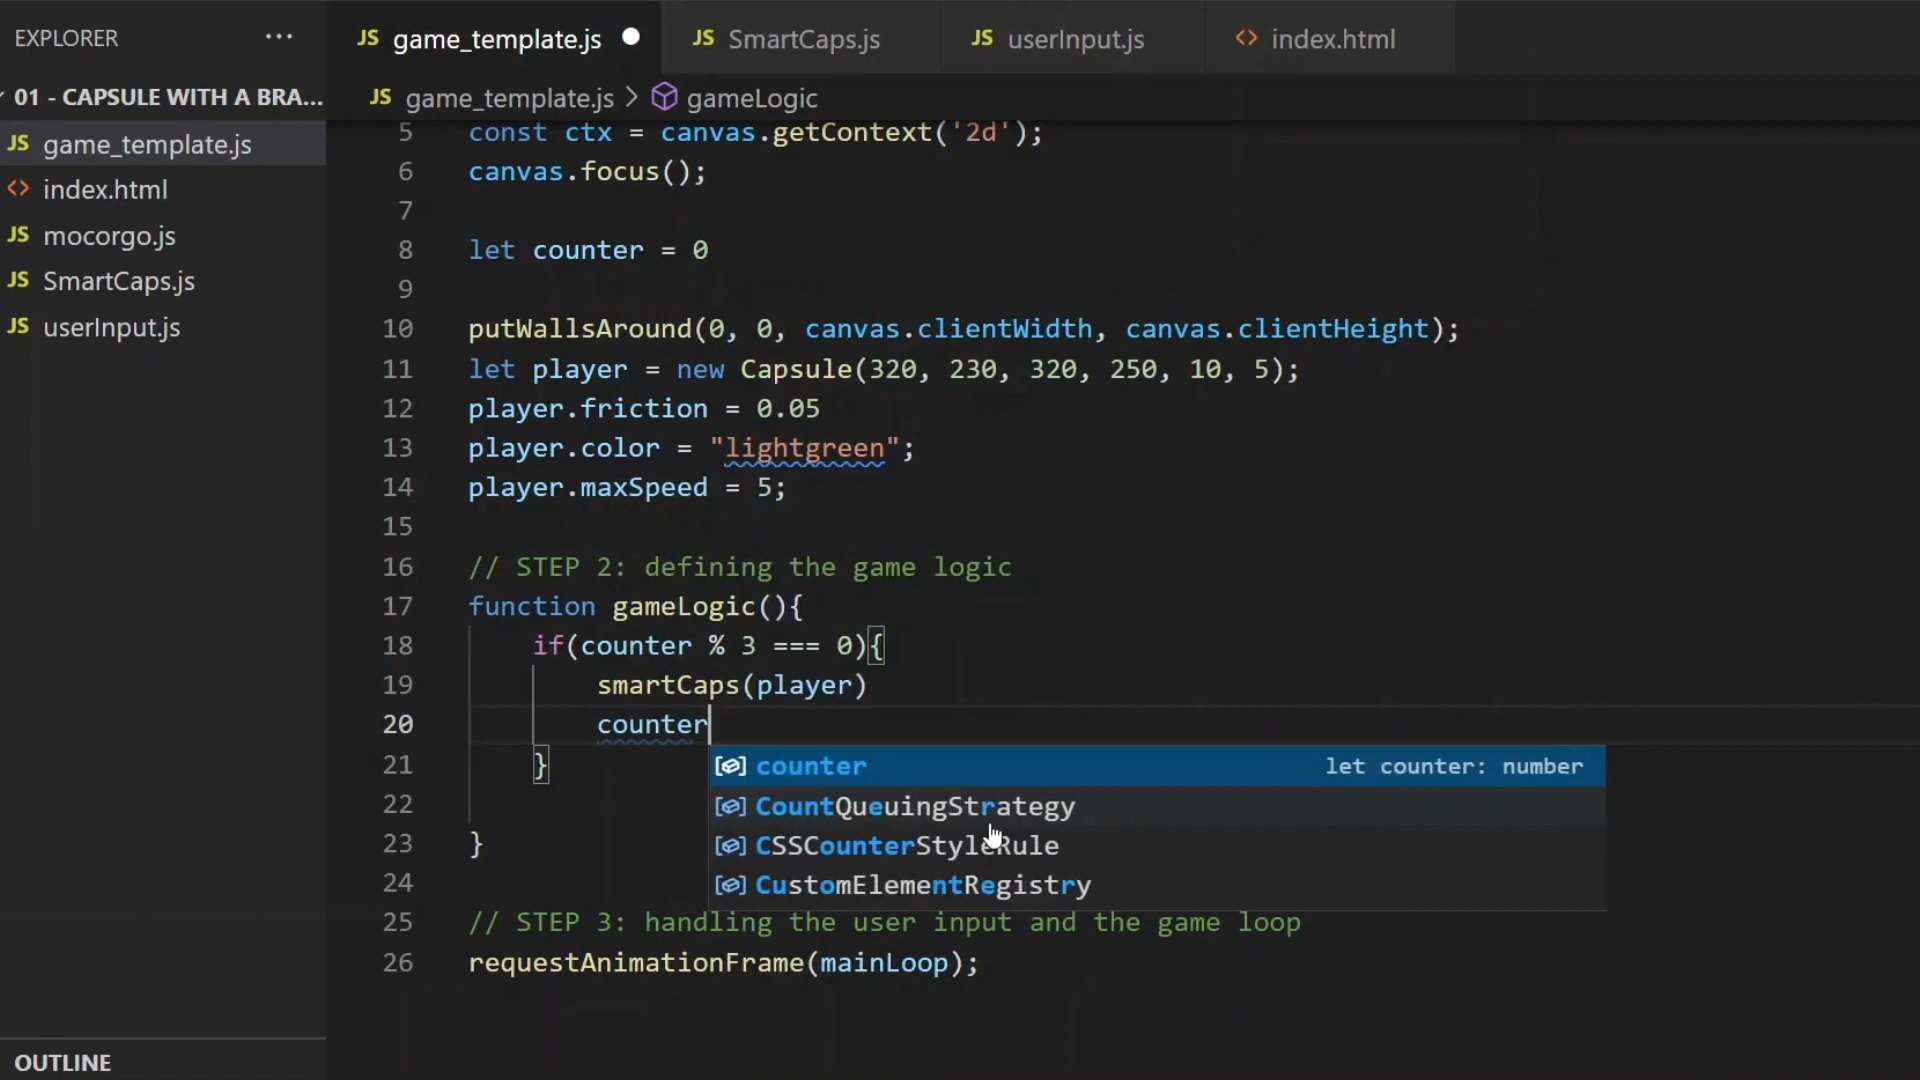 EXPLORER ...
JS game_template.js
JS SmartCaps.js
JS userInput.js
<> index.html
01 - CAPSULE WITH A BRA...
JS game_template.js
<> index.html
JS mocorgo.js
JS SmartCaps.js
JS userInput.js
OUTLINE
JS game_template.js > gameLogic
5 const ctx = canvas.getContext('2d');
6 canvas.focus();
7
8 let counter = 0
9
10 putWallsAround(0, 0, canvas.clientWidth, canvas.clientHeight);
11 let player = new Capsule(320, 230, 320, 250, 10, 5);
12 player.friction = 0.05
13 player.color = "lightgreen";
14 player.maxSpeed = 5;
15
16 // STEP 2: defining the game logic
17 function gameLogic(){
18 if(counter % 3 === 0){
19 smartCaps(player)
20 counter
21 }
22
23 }
24
25 // STEP 3: handling the user input and the game loop
26 requestAnimationFrame(mainLoop);
counter let counter: number
CountQueuingStrategy
CSSCounterStyleRule
CustomElementRegistry